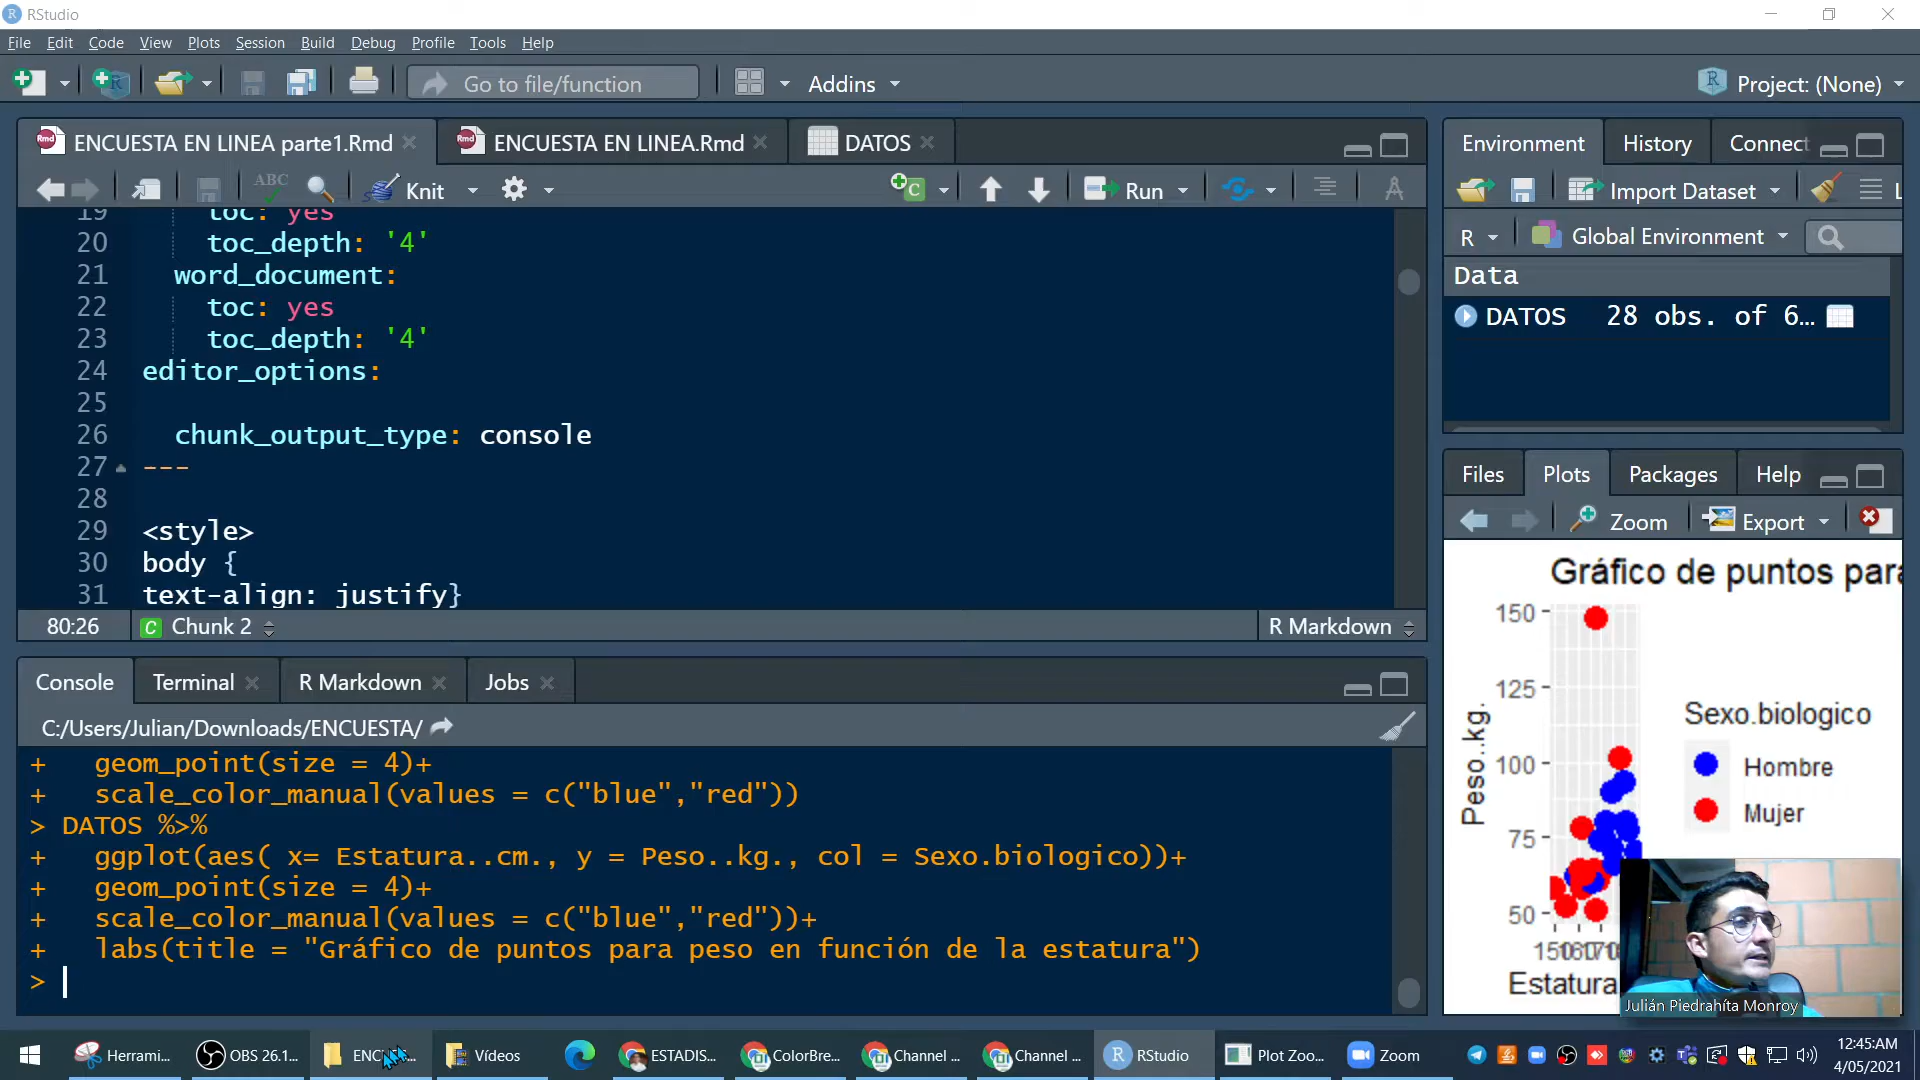 RStudio
File Edit Code View Plots Session Build Debug Profile Tools Help
Go to file/function Addins Project: (None)
ENCUESTA EN LINEA parte1.Rmd ENCUESTA EN LINEA.Rmd DATOS
ABC Knit Run
19 toc: yes
20 toc_depth: '4'
21 word_document:
22 toc: yes
23 toc_depth: '4'
24 editor_options:
25
26 chunk_output_type: console
27 ---
28
29 <style>
30 body {
31 text-align: justify}
80:26 Chunk 2 R Markdown
Console Terminal R Markdown Jobs
C:/Users/Julian/Downloads/ENCUESTA/
+ geom_point(size = 4)+
+ scale_color_manual(values = c("blue","red"))
> DATOS %>%
+ ggplot(aes( x= Estatura..cm., y = Peso..kg., col = Sexo.biologico))+
+ geom_point(size = 4)+
+ scale_color_manual(values = c("blue","red"))+
+ labs(title = "Gráfico de puntos para peso en función de la estatura")
>
Environment History Connect
Import Dataset
R Global Environment
Data
DATOS 28 obs. of 6...
Files Plots Packages Help
Zoom Export
Gráfico de puntos para
150
125
100
75
50
Peso..kg.
Sexo.biologico
Hombre
Mujer
Estatura
Julián Piedrahíta Monroy
Herrami... OBS 26.1... Vídeos ESTADIS... ColorBre... Channel ... Channel ... RStudio Plot Zoo... Zoom
12:45:AM
4/05/2021